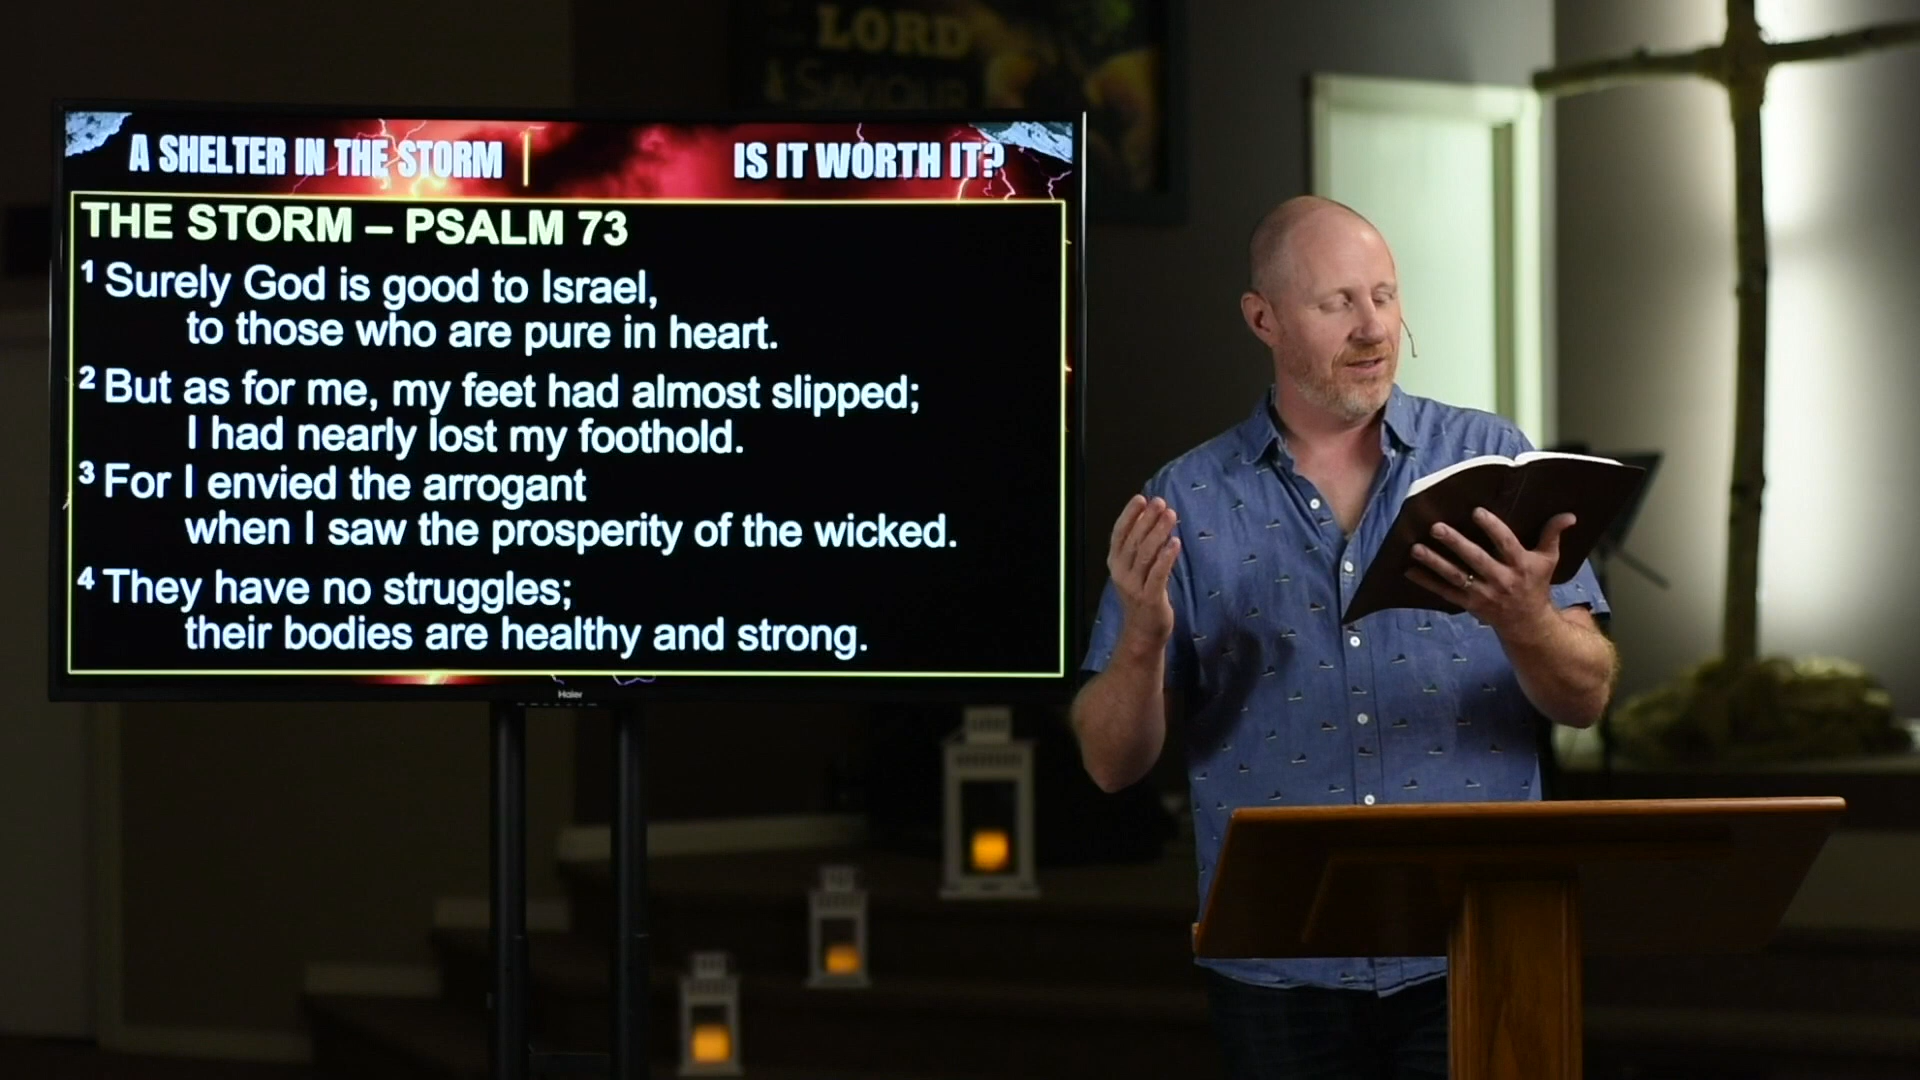 LORD
& SAVIOUR
A SHELTER IN THE STORM
IS IT WORTH IT?
THE STORM – PSALM 73
1 Surely God is good to Israel,
to those who are pure in heart.
2 But as for me, my feet had almost slipped;
I had nearly lost my foothold.
3 For I envied the arrogant
when I saw the prosperity of the wicked.
4 They have no struggles;
their bodies are healthy and strong.
Haier